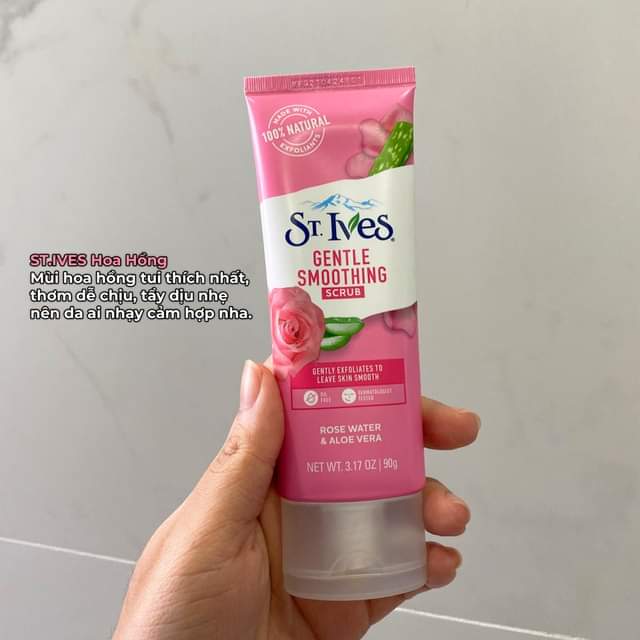 MADE WITH
100% NATURAL
EXFOLIANTS
ST. IVES®
GENTLE
SMOOTHING
SCRUB
ST.IVES Hoa Hồng
Mùi hoa hồng tui thích nhất,
thơm dễ chịu, tẩy dịu nhẹ
nên da ai nhạy cảm hợp nha.
GENTLY EXFOLIATES TO
LEAVE SKIN SMOOTH
OIL
FREE
DERMATOLOGIST
TESTED
ROSE WATER
& ALOE VERA
NET WT. 3.17 OZ | 90g